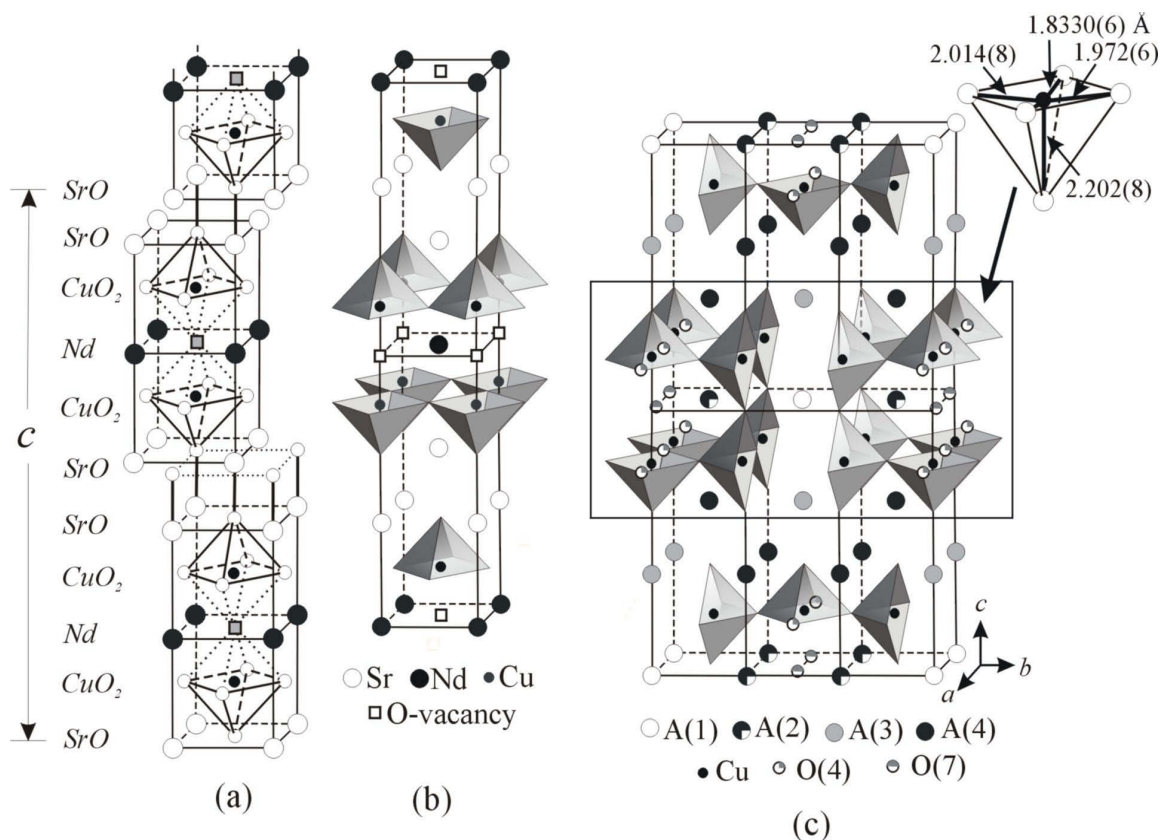 SrO
SrO
CuO₂
Nd
CuO₂
SrO
SrO
CuO₂
Nd
CuO₂
SrO
c
(a)
Sr Nd Cu
O-vacancy
(b)
1.8330(6) Å
2.014(8)
1.972(6)
2.202(8)
c
b
a
A(1) A(2) A(3) A(4)
Cu O(4) O(7)
(c)